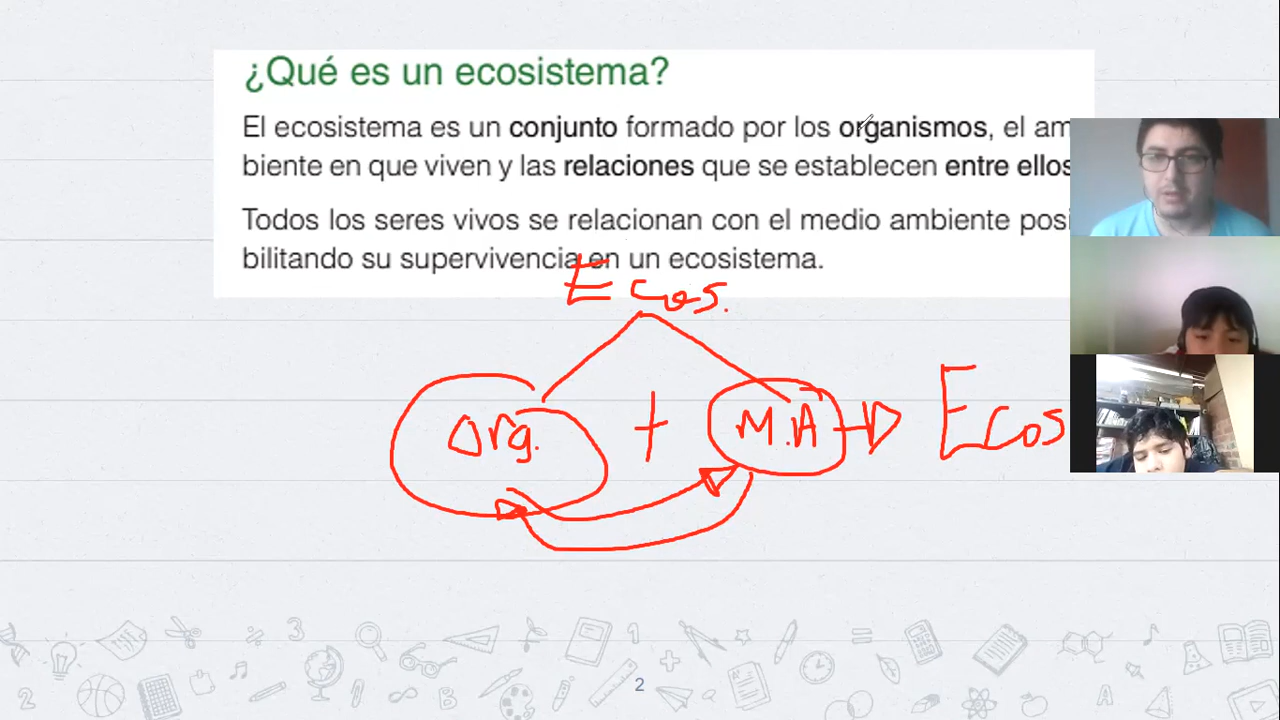 ¿Qué es un ecosistema?
El ecosistema es un conjunto formado por los organismos, el am
biente en que viven y las relaciones que se establecen entre ellos
Todos los seres vivos se relacionan con el medio ambiente posi
bilitando su supervivencia en un ecosistema.
Ecos.
Org. + M.A Ecos
2